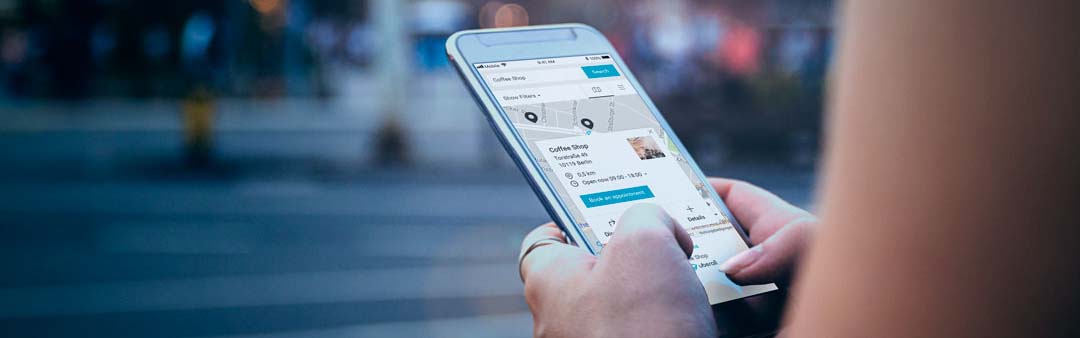 Mobile 9:41 AM 100%
Coffee Shop Search
Show Filters
Coffee Shop
Torstraße 49
10119 Berlin
0,5 km
Open now 09:00 - 18:00
Book an appointment
Details
Shop
uberall